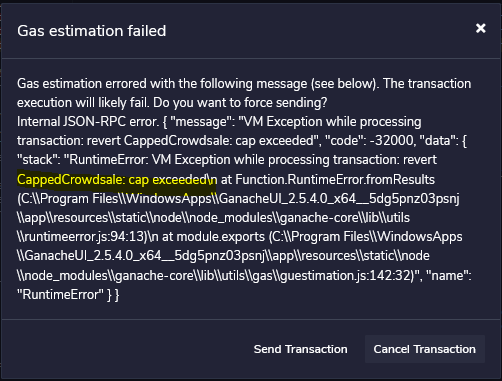 Gas estimation failed
Gas estimation errored with the following message (see below). The transaction
execution will likely fail. Do you want to force sending?
Internal JSON-RPC error. { "message": "VM Exception while processing
transaction: revert CappedCrowdsale: cap exceeded", "code": -32000, "data": {
"stack": "RuntimeError: VM Exception while processing transaction: revert
CappedCrowdsale: cap exceeded\n at Function.RuntimeError.fromResults
(C:\\Program Files\\WindowsApps\\GanacheUI_2.5.4.0_x64__5dg5pnz03psnj
\\app\\resources\\static\\node\\node_modules\\ganache-core\\lib\\utils
\\runtimeerror.js:94:13)\n at module.exports (C:\\Program Files\\WindowsApps
\\GanacheUI_2.5.4.0_x64__5dg5pnz03psnj\\app\\resources\\static\\node
\\node_modules\\ganache-core\\lib\\utils\\gas\\guestimation.js:142:32)", "name":
"RuntimeError" } }
Send Transaction Cancel Transaction